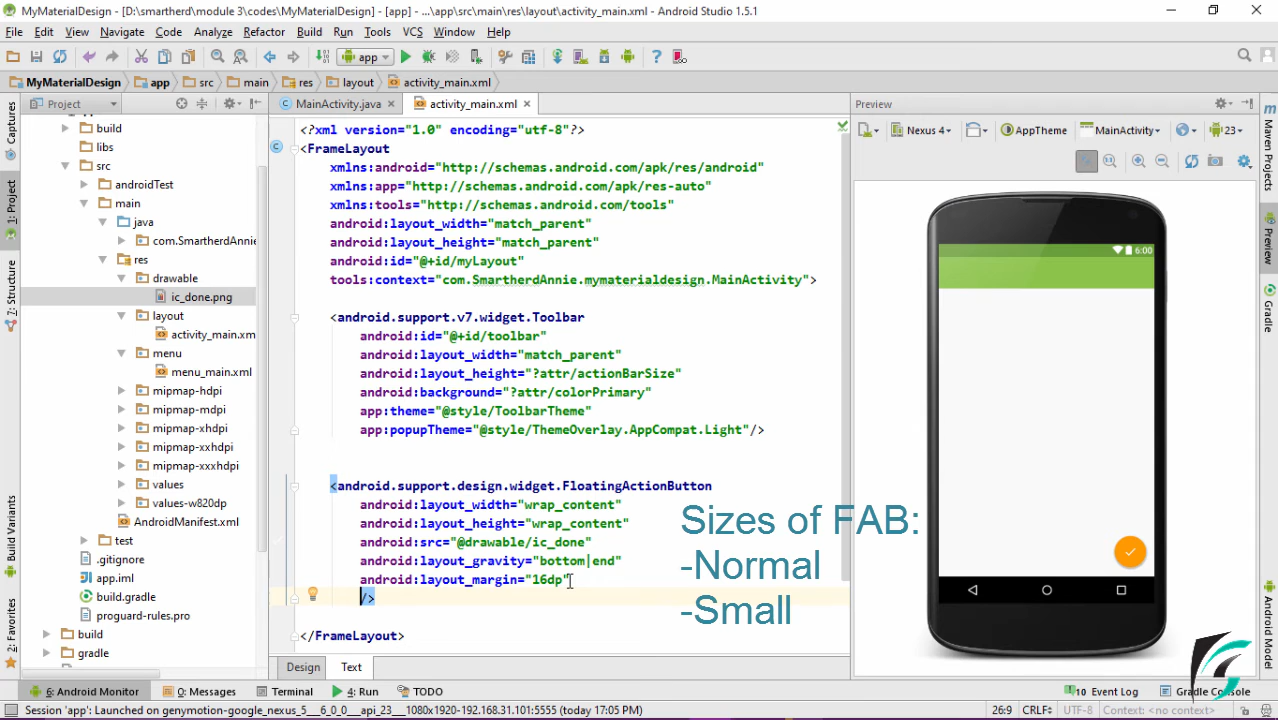 MyMaterialDesign - [D:\smartherd\module 3\codes\MyMaterialDesign] - [app] - ...\app\src\main\res\layout\activity_main.xml - Android Studio 1.5.1
File Edit View Navigate Code Analyze Refactor Build Run Tools VCS Window Help
app
MyMaterialDesign app src main res layout activity_main.xml
Project
MainActivity.java
activity_main.xml
Preview
Captures
1: Project
7: Structure
Build Variants
2: Favorites
build
libs
src
androidTest
main
java
com.SmartherdAnnie
res
drawable
ic_done.png
layout
activity_main.xm
menu
menu_main.xml
mipmap-hdpi
mipmap-mdpi
mipmap-xhdpi
mipmap-xxhdpi
mipmap-xxxhdpi
values
values-w820dp
AndroidManifest.xml
test
.gitignore
app.iml
build.gradle
proguard-rules.pro
build
gradle
<?xml version="1.0" encoding="utf-8"?>
<FrameLayout
xmlns:android="http://schemas.android.com/apk/res/android"
xmlns:app="http://schemas.android.com/apk/res-auto"
xmlns:tools="http://schemas.android.com/tools"
android:layout_width="match_parent"
android:layout_height="match_parent"
android:id="@+id/myLayout"
tools:context="com.SmartherdAnnie.mymaterialdesign.MainActivity">
<android.support.v7.widget.Toolbar
android:id="@+id/toolbar"
android:layout_width="match_parent"
android:layout_height="?attr/actionBarSize"
android:background="?attr/colorPrimary"
app:theme="@style/ToolbarTheme"
app:popupTheme="@style/ThemeOverlay.AppCompat.Light"/>
<android.support.design.widget.FloatingActionButton
android:layout_width="wrap_content"
android:layout_height="wrap_content"
android:src="@drawable/ic_done"
android:layout_gravity="bottom|end"
android:layout_margin="16dp"
/>
</FrameLayout>
Sizes of FAB:
-Normal
-Small
Nexus 4 AppTheme MainActivity 23
6:00
Maven Projects
Preview
Gradle
Android Model
Design Text
6: Android Monitor 0: Messages Terminal 4: Run TODO 10 Event Log Gradle Console
Session 'app': Launched on genymotion-google_nexus_5___6_0_0___api_23___1080x1920-192.168.31.101:5555 (today 17:05 PM) 26:9 CRLF UTF-8 Context: <no context>